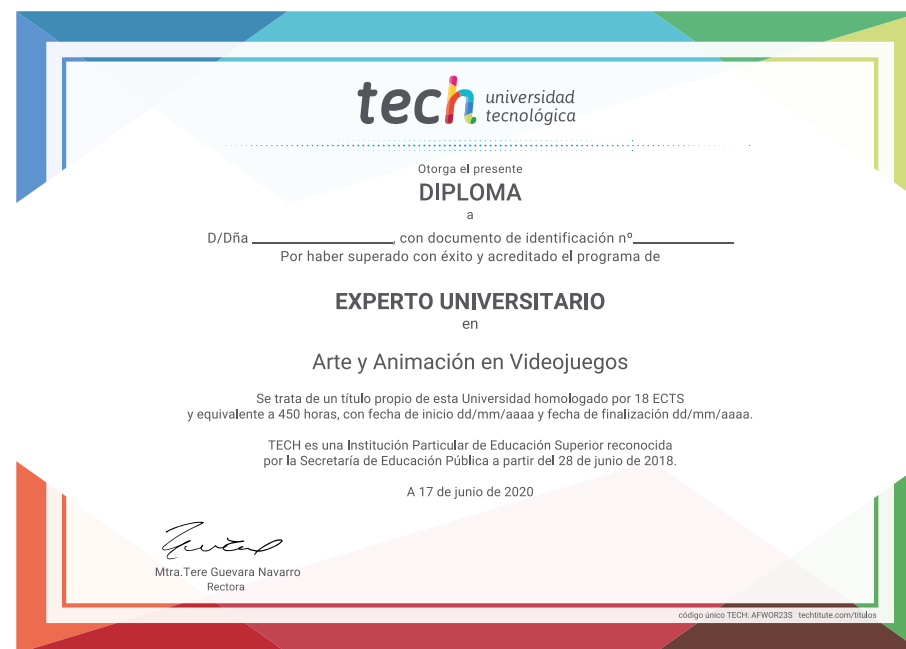 tech universidad
tecnológica
Otorga el presente
DIPLOMA
a
D/Dña ____________________, con documento de identificación nº______________
Por haber superado con éxito y acreditado el programa de
EXPERTO UNIVERSITARIO
en
Arte y Animación en Videojuegos
Se trata de un título propio de esta Universidad homologado por 18 ECTS
y equivalente a 450 horas, con fecha de inicio dd/mm/aaaa y fecha de finalización dd/mm/aaaa.
TECH es una Institución Particular de Educación Superior reconocida
por la Secretaría de Educación Pública a partir del 28 de junio de 2018.
A 17 de junio de 2020
Mtra.Tere Guevara Navarro
Rectora
código único TECH: AFWOR23S techtitute.com/titulos